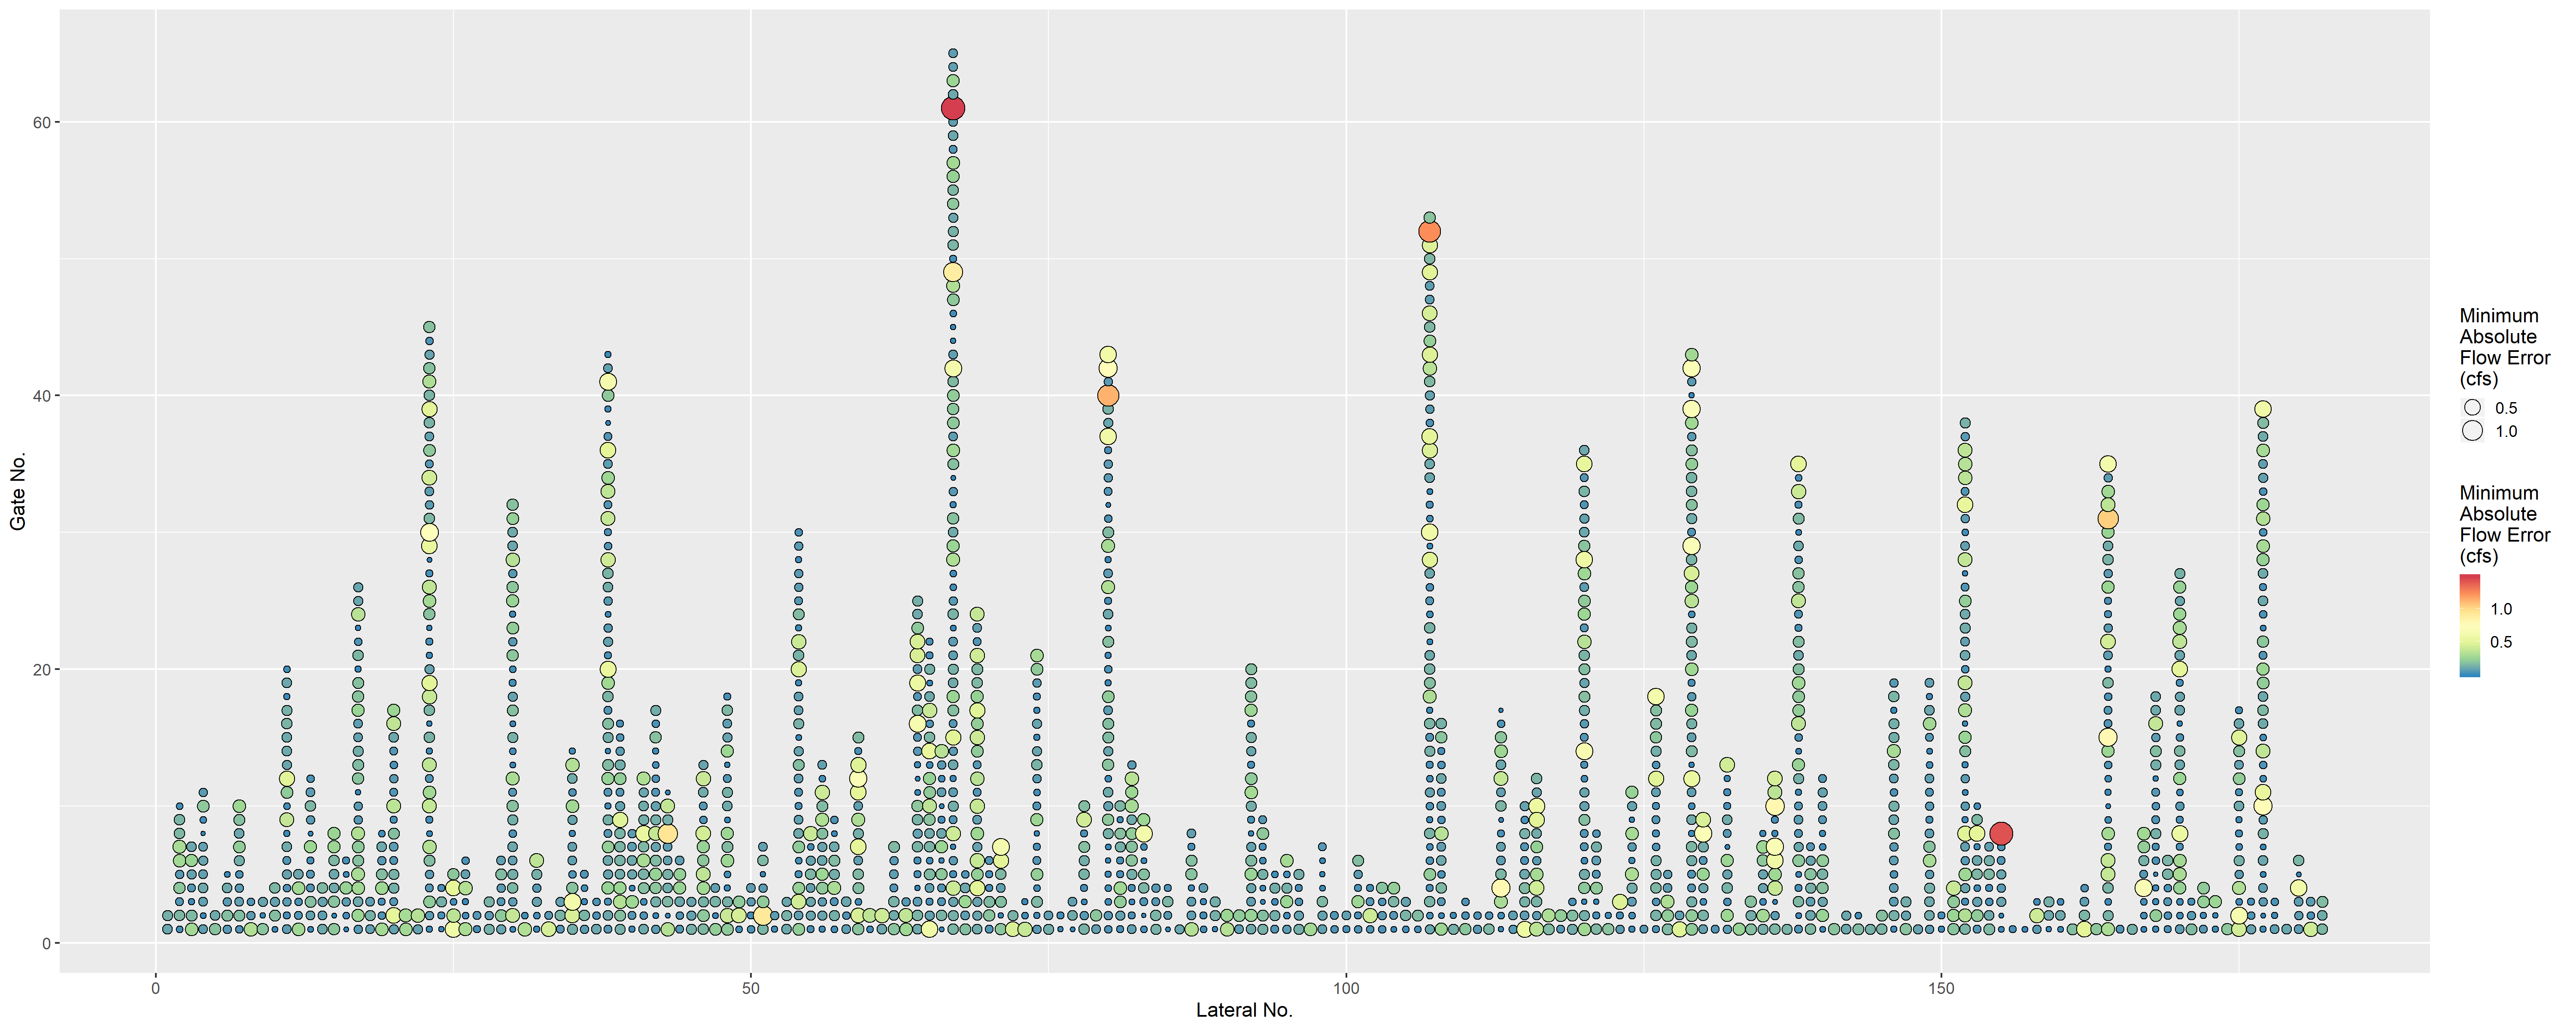 60
40
20
0
Gate No.
0 50 100 150
Lateral No.
Minimum
Absolute
Flow Error
(cfs)
0.5
1.0
Minimum
Absolute
Flow Error
(cfs)
1.0
0.5